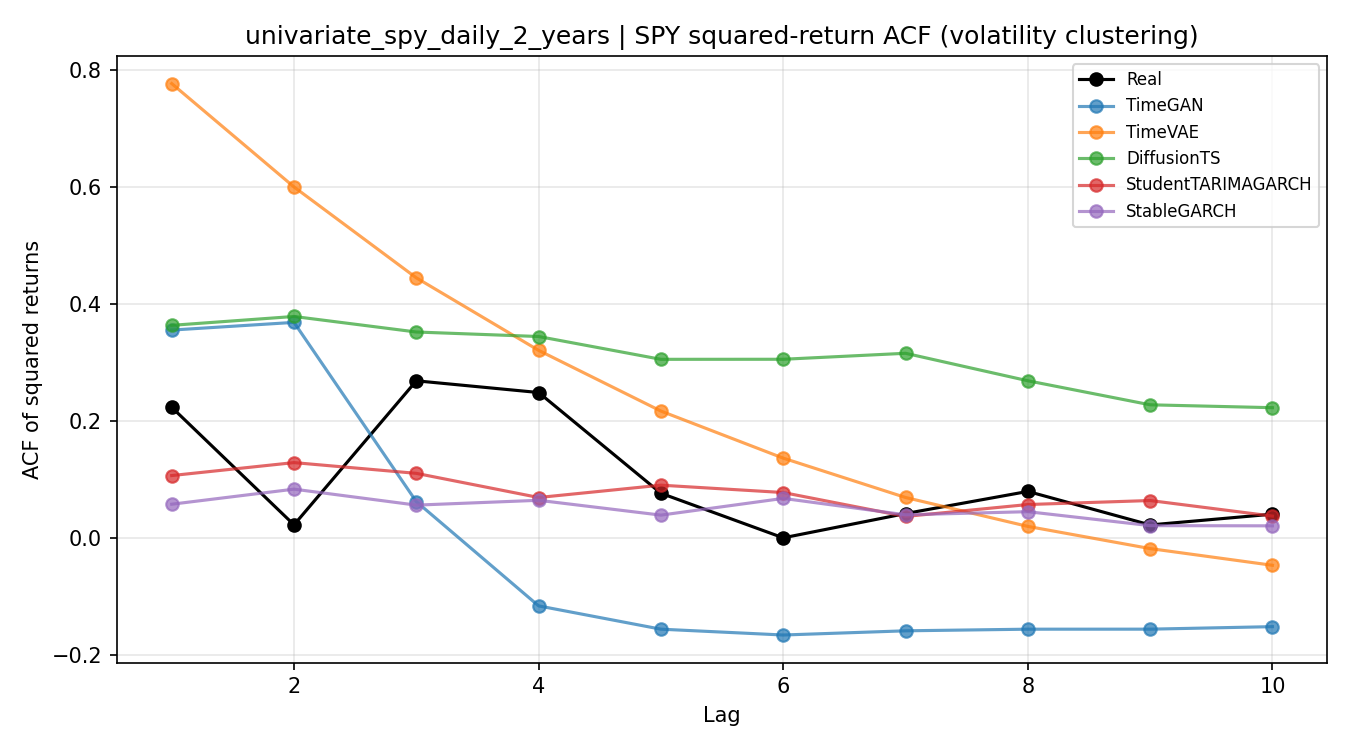 univariate_spy_daily_2_years | SPY squared-return ACF (volatility clustering)
ACF of squared returns
0.8
0.6
0.4
0.2
0.0
−0.2
2
4
6
8
10
Lag
Real
TimeGAN
TimeVAE
DiffusionTS
StudentTARIMAGARCH
StableGARCH